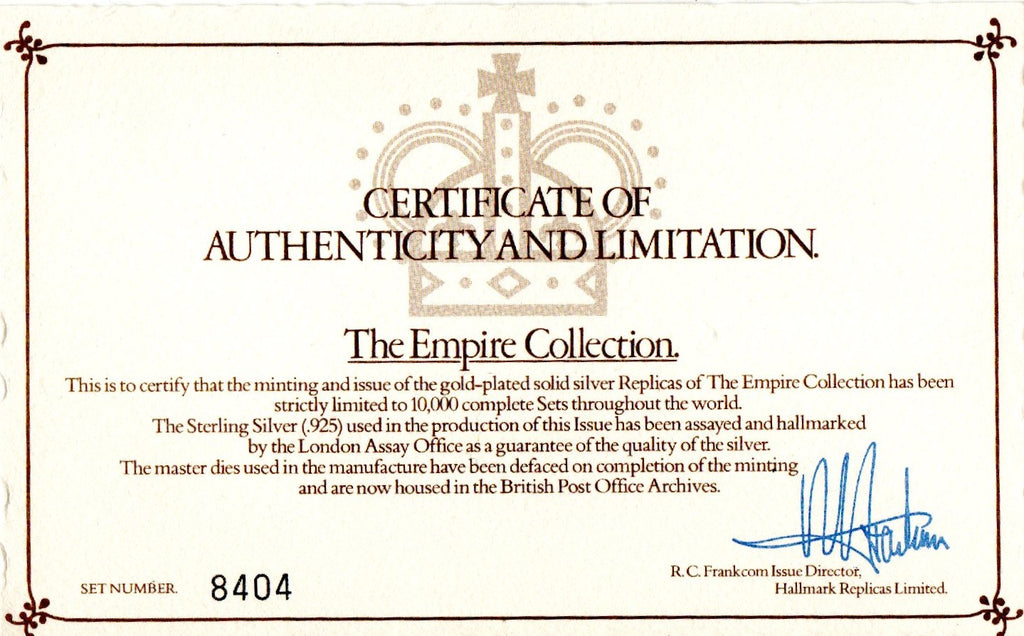 CERTIFICATE OF
AUTHENTICITY AND LIMITATION.
The Empire Collection.
This is to certify that the minting and issue of the gold-plated solid silver Replicas of The Empire Collection has been
strictly limited to 10,000 complete Sets throughout the world.
The Sterling Silver (.925) used in the production of this Issue has been assayed and hallmarked
by the London Assay Office as a guarantee of the quality of the silver.
The master dies used in the manufacture have been defaced on completion of the minting
and are now housed in the British Post Office Archives.
R.C. Frankcom Issue Director,
Hallmark Replicas Limited.
SET NUMBER. 8404